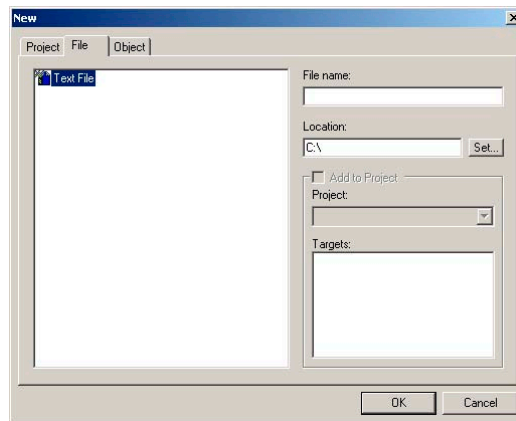 New
Project File Object
Text File
File name:
Location:
C:\
Set...
Add to Project
Project:
Targets:
OK Cancel